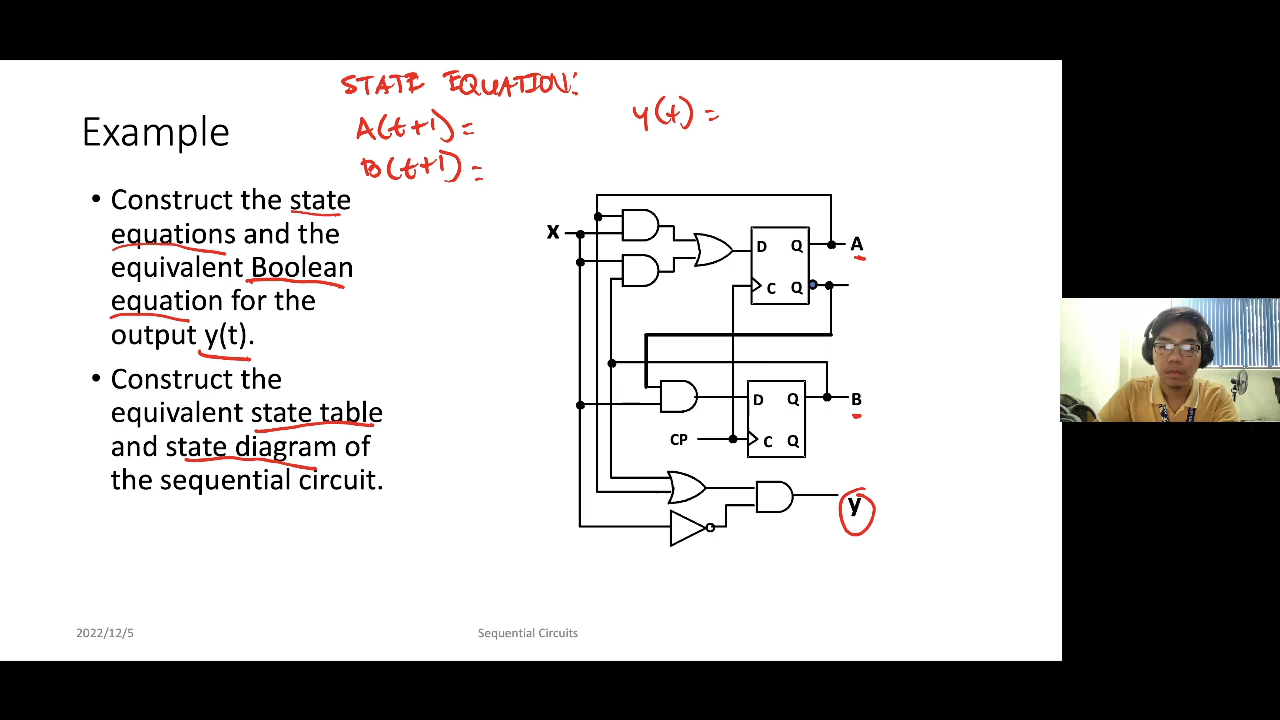 STATE EQUATION:
A(t+1) =
B(t+1) =
y(t) =
Example
• Construct the state
equations and the
equivalent Boolean
equation for the
output y(t).
• Construct the
equivalent state table
and state diagram of
the sequential circuit.
X
D Q
A
C Q
D Q
B
CP
C Q
y
2022/12/5
Sequential Circuits